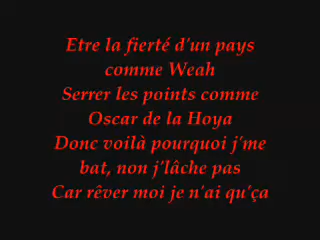 Etre la fierté d'un pays
comme Weah
Serrer les points comme
Oscar de la Hoya
Donc voilà pourquoi j'me
bat, non j'lâche pas
Car rêver moi je n'ai qu'ça